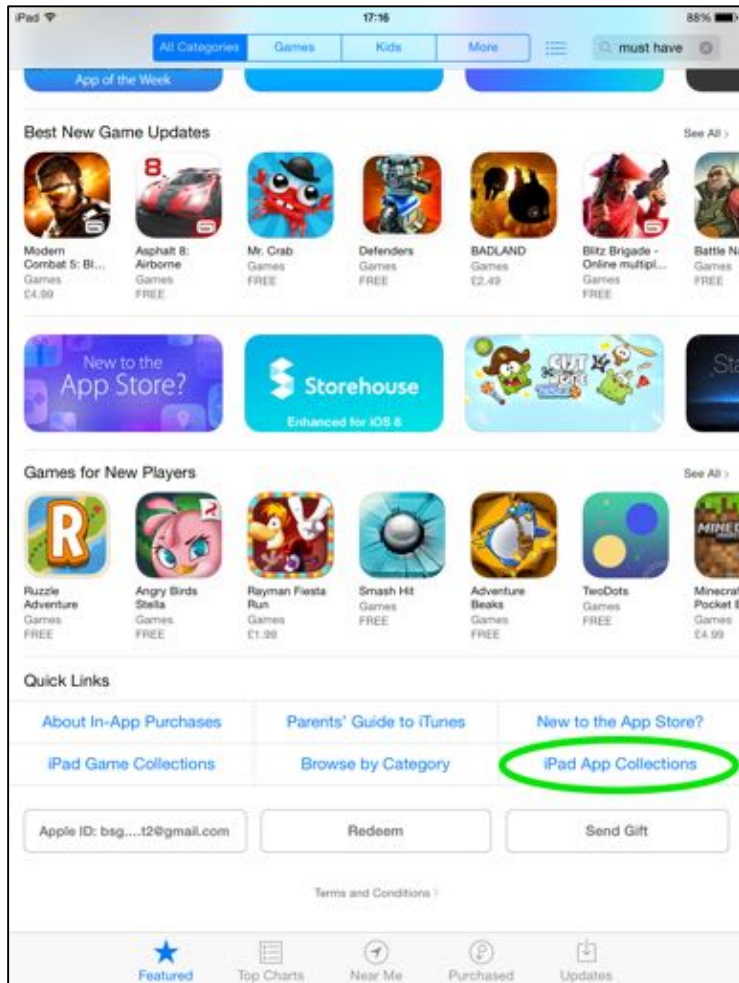 iPad 17:16 88%
All Categories Games Kids More must have
App of the Week
Best New Game Updates See All >
8.
Modern Asphalt 8: Mr. Crab Defenders BADLAND Blitz Brigade - Battle Na
Combat 5: Bl... Airborne Games Games Games Online multipl... Games
Games Games FREE FREE £2.49 Games FREE
£4.99 FREE FREE
New to the
App Store?
Storehouse
Enhanced for iOS 8
CUT
Sta
Games for New Players See All >
R
MINEC
Ruzzle Angry Birds Rayman Fiesta Smash Hit Adventure TwoDots Minecraf
Adventure Stella Run Games Beaks Games Pocket E
Games Games Games FREE Games FREE Games
FREE FREE £1.99 FREE £4.99
Quick Links
About In-App Purchases Parents' Guide to iTunes New to the App Store?
iPad Game Collections Browse by Category iPad App Collections
Apple ID: bsg....t2@gmail.com Redeem Send Gift
Terms and Conditions >
Featured Top Charts Near Me Purchased Updates